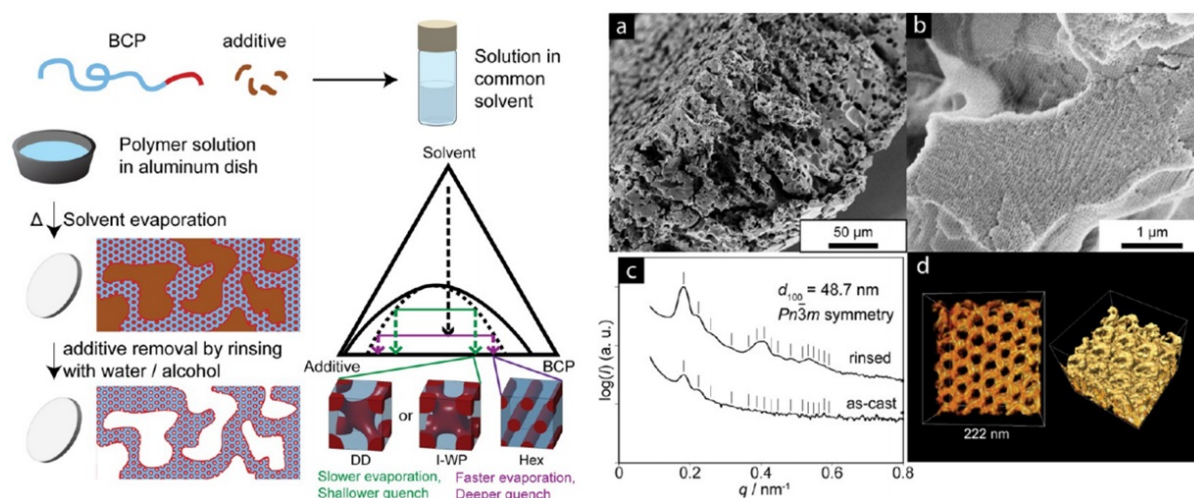 BCP
additive
Solution in
common
solvent
Polymer solution
in aluminum dish
Δ
Solvent evaporation
additive removal by rinsing
with water / alcohol
Solvent
Additive
BCP
or
DD
I-WP
Hex
Slower evaporation,
Shallower quench
Faster evaporation,
Deeper quench
a
50 µm
b
1 µm
c
d₁₀₀ = 48.7 nm
Pn3̅m symmetry
rinsed
as-cast
log(I) (a. u.)
0 0.2 0.4 0.6 0.8
q / nm⁻¹
d
222 nm